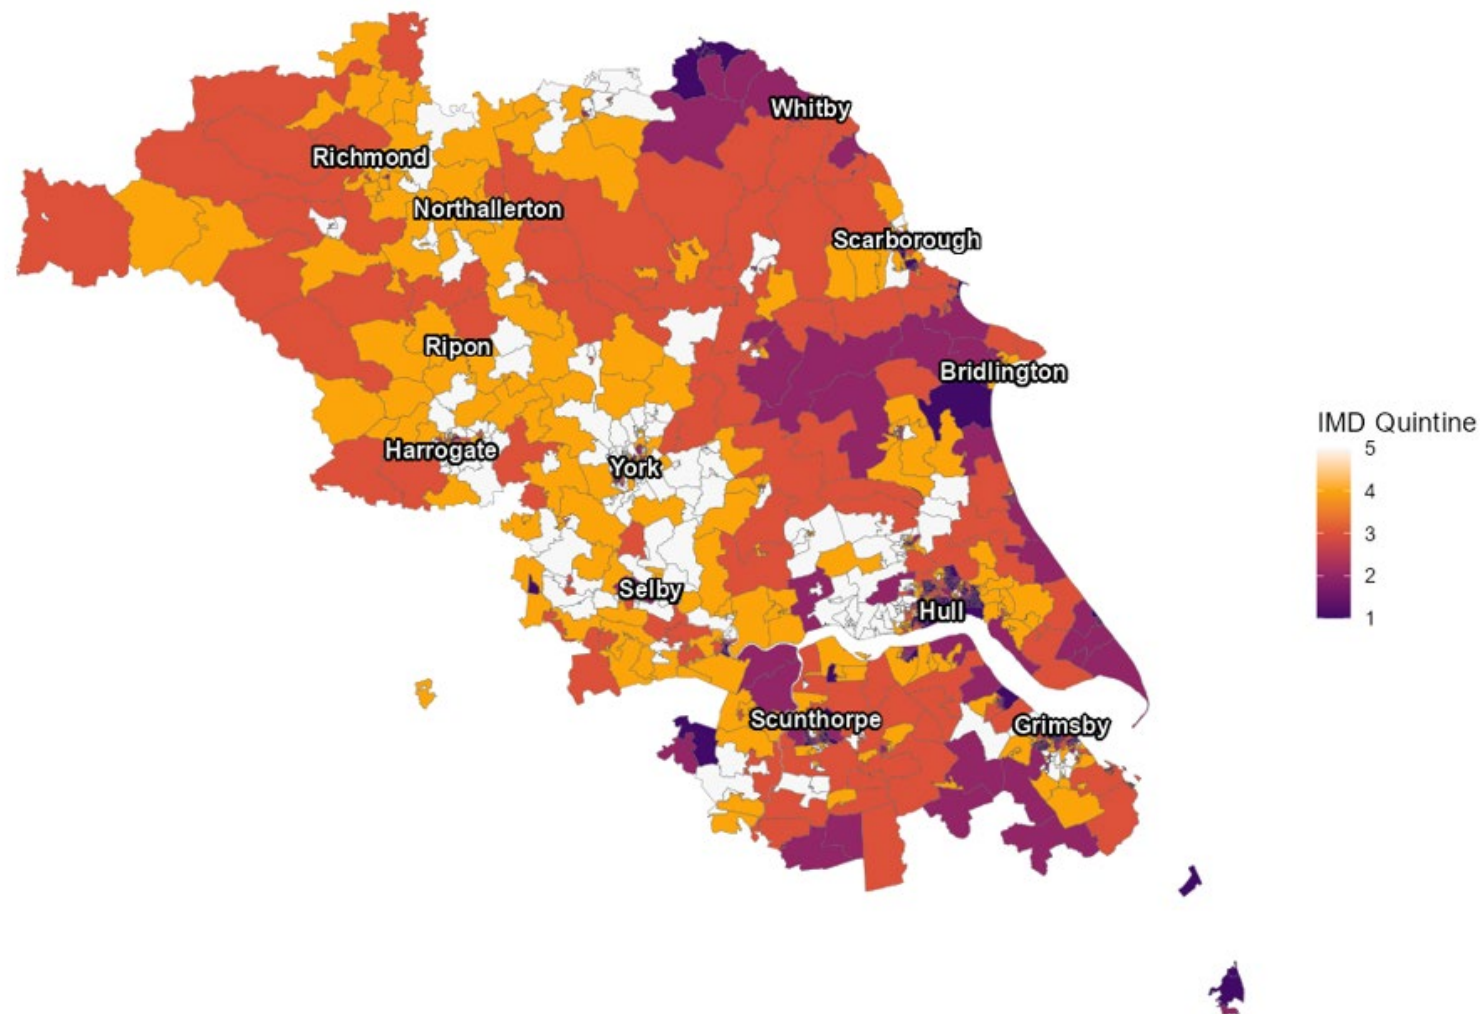 Whitby
Richmond
Northallerton
Scarborough
Ripon
Bridlington
Harrogate
York
Selby
Hull
Scunthorpe
Grimsby
IMD Quintine
5
4
3
2
1